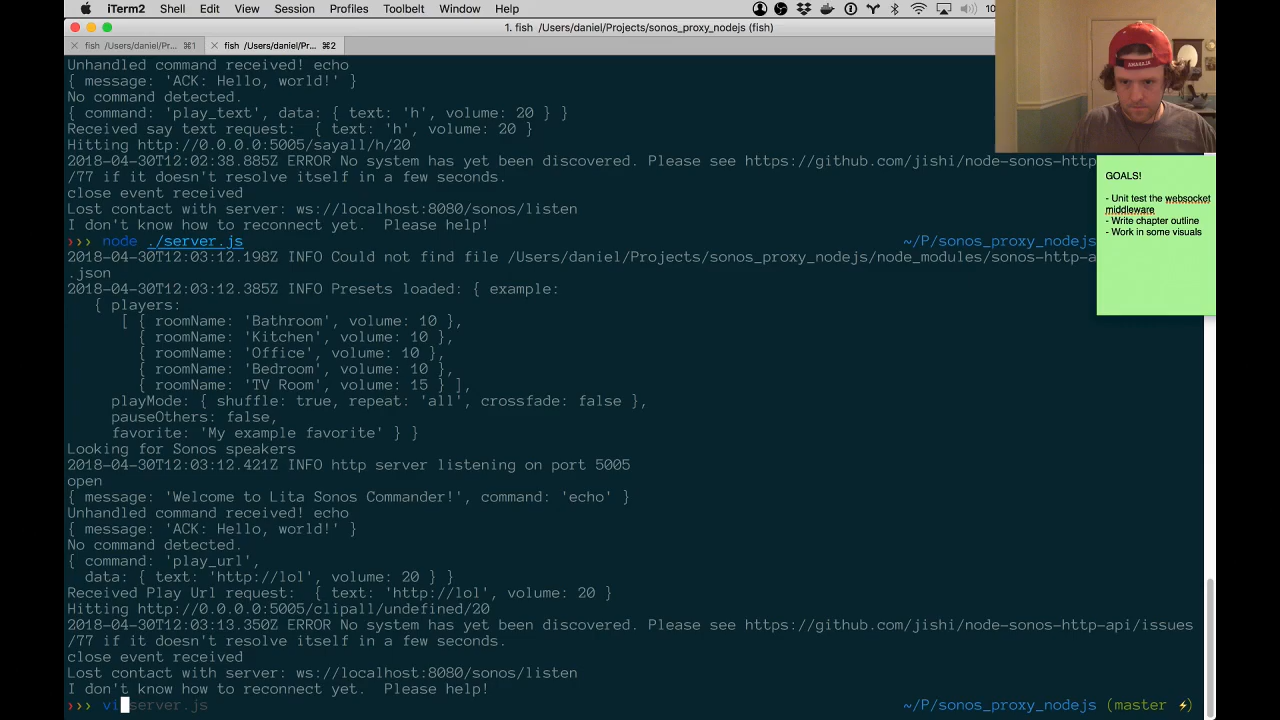 iTerm2 Shell Edit View Session Profiles Toolbelt Window Help 10
1. fish /Users/daniel/Projects/sonos_proxy_nodejs (fish)
fish /Users/daniel/Proj... ⌘1 fish /Users/daniel/Pr... ⌘2
Unhandled command received! echo
{ message: 'ACK: Hello, world!' }
No command detected.
{ command: 'play_text', data: { text: 'h', volume: 20 } }
Received say text request:  { text: 'h', volume: 20 }
Hitting http://0.0.0.0:5005/sayall/h/20
2018-04-30T12:02:38.885Z ERROR No system has yet been discovered. Please see https://github.com/jishi/node-sonos-http
/77 if it doesn't resolve itself in a few seconds.
close event received
Lost contact with server: ws://localhost:8080/sonos/listen
I don't know how to reconnect yet.  Please help!
❯❯❯ node ./server.js ~/P/sonos_proxy_nodejs
2018-04-30T12:03:12.198Z INFO Could not find file /Users/daniel/Projects/sonos_proxy_nodejs/node_modules/sonos-http-a
.json
2018-04-30T12:03:12.385Z INFO Presets loaded: { example:
{ players:
[ { roomName: 'Bathroom', volume: 10 },
{ roomName: 'Kitchen', volume: 10 },
{ roomName: 'Office', volume: 10 },
{ roomName: 'Bedroom', volume: 10 },
{ roomName: 'TV Room', volume: 15 } ],
playMode: { shuffle: true, repeat: 'all', crossfade: false },
pauseOthers: false,
favorite: 'My example favorite' } }
Looking for Sonos speakers
2018-04-30T12:03:12.421Z INFO http server listening on port 5005
open
{ message: 'Welcome to Lita Sonos Commander!', command: 'echo' }
Unhandled command received! echo
{ message: 'ACK: Hello, world!' }
No command detected.
{ command: 'play_url',
data: { text: 'http://lol', volume: 20 } }
Received Play Url request:  { text: 'http://lol', volume: 20 }
Hitting http://0.0.0.0:5005/clipall/undefined/20
2018-04-30T12:03:13.350Z ERROR No system has yet been discovered. Please see https://github.com/jishi/node-sonos-http-api/issues
/77 if it doesn't resolve itself in a few seconds.
close event received
Lost contact with server: ws://localhost:8080/sonos/listen
I don't know how to reconnect yet.  Please help!
❯❯❯ vi server.js ~/P/sonos_proxy_nodejs (master ⚡)
GOALS!
- Unit test the websocket
middleware
- Write chapter outline
- Work in some visuals